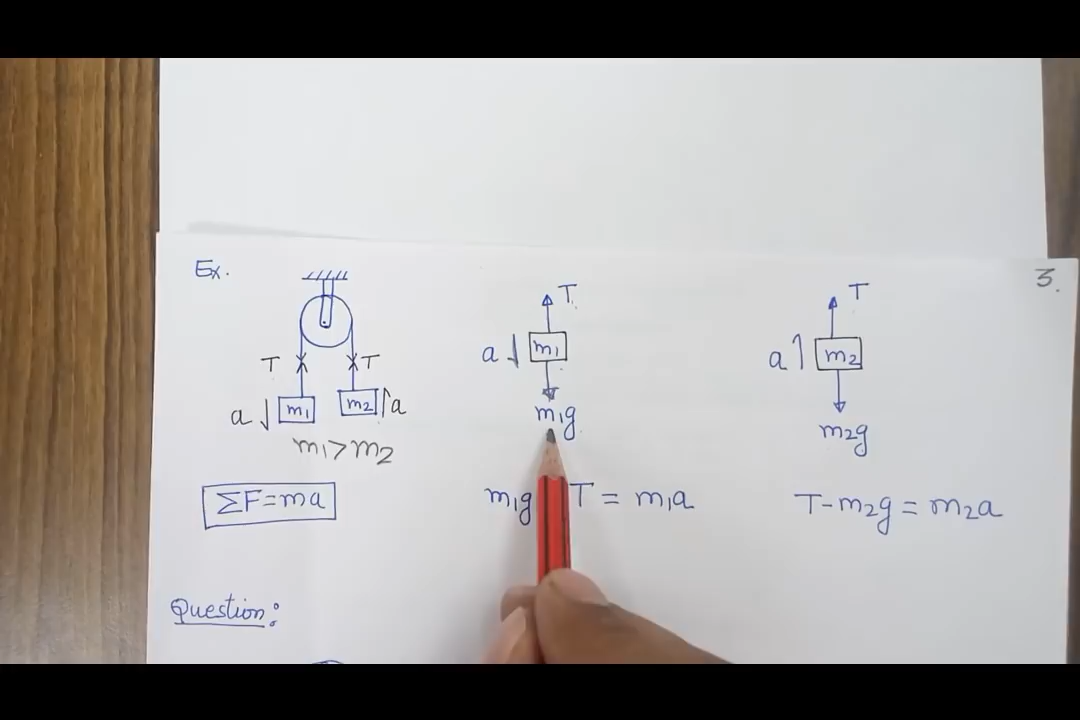 Ex.
3.
T
T
a
m₁
m₂
a
m₁>m₂
T
a
m₁
m₁g
T
a
m₂
m₂g
ΣF=ma
m₁g T = m₁a
T-m₂g = m₂a
Question: